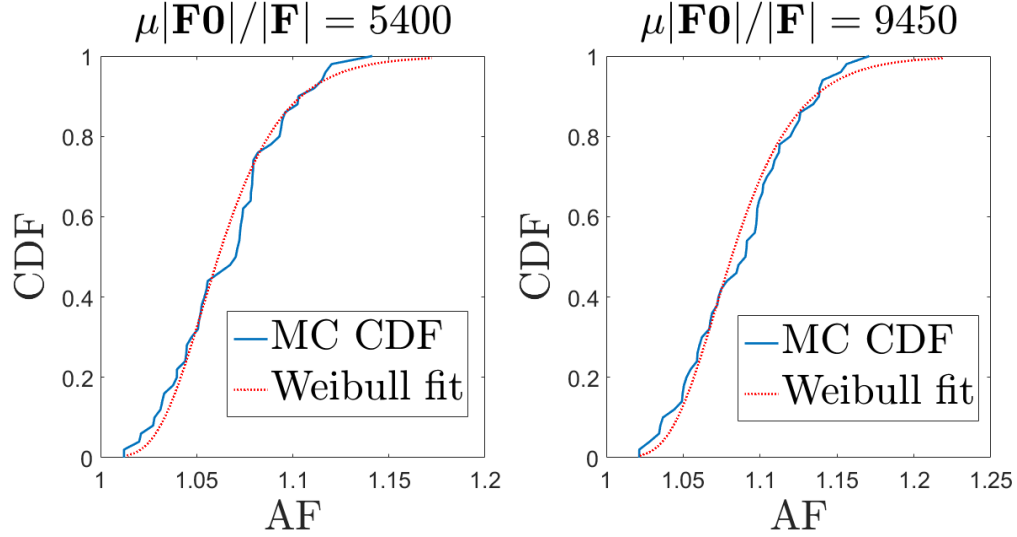 μ|F0|/|F| = 5400
CDF
1
0.8
0.6
0.4
0.2
0
MC CDF
Weibull fit
1
1.05
1.1
1.15
1.2
AF
μ|F0|/|F| = 9450
CDF
1
0.8
0.6
0.4
0.2
0
MC CDF
Weibull fit
1
1.05
1.1
1.15
1.2
1.25
AF